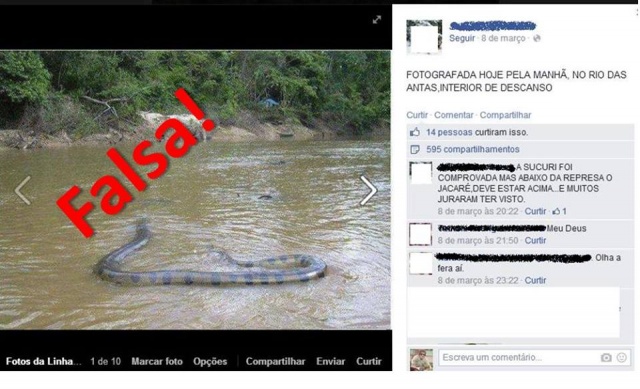 Falsa!
Fotos da Linha... 1 de 10 Marcar foto Opções Compartilhar Enviar Curtir
Seguir · 8 de março ·
FOTOGRAFADA HOJE PELA MANHÃ, NO RIO DAS
ANTAS,INTERIOR DE DESCANSO
Curtir · Comentar · Compartilhar
14 pessoas curtiram isso.
595 compartilhamentos
A SUCURI FOI
COMPROVADA MAS ABAIXO DA REPRESA O
JACARÉ,DEVE ESTAR ACIMA...E MUITOS
JURARAM TER VISTO.
8 de março às 20:22 · Curtir · 1
Meu Deus
8 de março às 21:50 · Curtir
Olha a
fera aí.
8 de março às 23:22 · Curtir
Escreva um comentário...